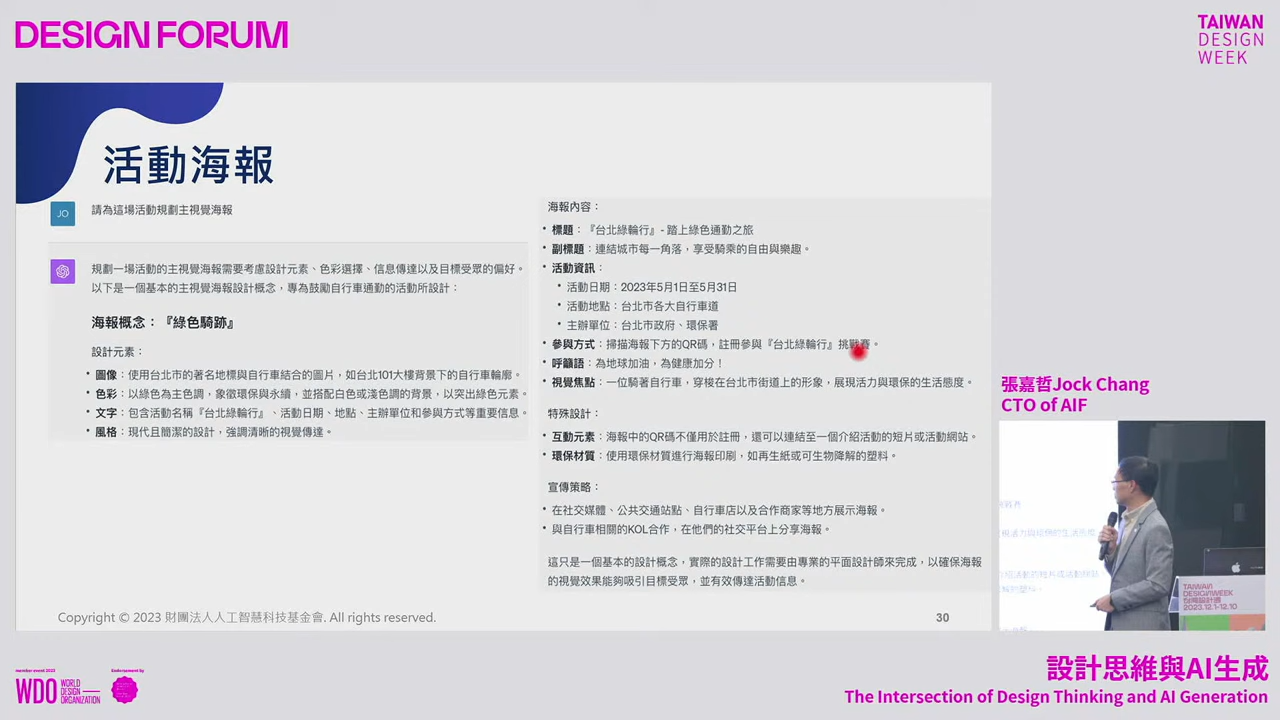 DESIGN FORUM
TAIWAN
DESIGN
WEEK
活動海報
JO
請為這場活動規劃主視覺海報
規劃一場活動的主視覺海報需要考慮設計元素、色彩選擇、信息傳達以及目標受眾的偏好。
以下是一個基本的主視覺海報設計概念，專為鼓勵自行車通勤的活動所設計：
海報概念：『綠色騎跡』
設計元素：
• 圖像：使用台北市的著名地標與自行車結合的圖片，如台北101大樓背景下的自行車輪廓。
• 色彩：以綠色為主色調，象徵環保與永續，並搭配白色或淺色調的背景，以突出綠色元素。
• 文字：包含活動名稱『台北綠輪行』、活動日期、地點、主辦單位和參與方式等重要信息。
• 風格：現代且簡潔的設計，強調清晰的視覺傳達。
海報內容：
• 標題：『台北綠輪行』- 踏上綠色通勤之旅
• 副標題：連結城市每一角落，享受騎乘的自由與樂趣。
• 活動資訊：
• 活動日期：2023年5月1日至5月31日
• 活動地點：台北市各大自行車道
• 主辦單位：台北市政府、環保署
• 參與方式：掃描海報下方的QR碼，註冊參與『台北綠輪行』挑戰賽。
• 呼籲語：為地球加油，為健康加分！
• 視覺焦點：一位騎著自行車，穿梭在台北市街道上的形象，展現活力與環保的生活態度。
特殊設計：
• 互動元素：海報中的QR碼不僅用於註冊，還可以連結至一個介紹活動的短片或活動網站。
• 環保材質：使用環保材質進行海報印刷，如再生紙或可生物降解的塑料。
宣傳策略：
• 在社交媒體、公共交通站點、自行車店以及合作商家等地方展示海報。
• 與自行車相關的KOL合作，在他們的社交平台上分享海報。
這只是一個基本的設計概念，實際的設計工作需要由專業的平面設計師來完成，以確保海報
的視覺效果能夠吸引目標受眾，並有效傳達活動信息。
Copyright © 2023 財團法人人工智慧科技基金會. All rights reserved.
30
張嘉哲Jock Chang
CTO of AIF
TAIWAN
DESIGNWEEK
台灣設計週
2023.12.1-12.10
member event 2023
WDO
WORLD
DESIGN
ORGANIZATION
Endorsement by
設計思維與AI生成
The Intersection of Design Thinking and AI Generation